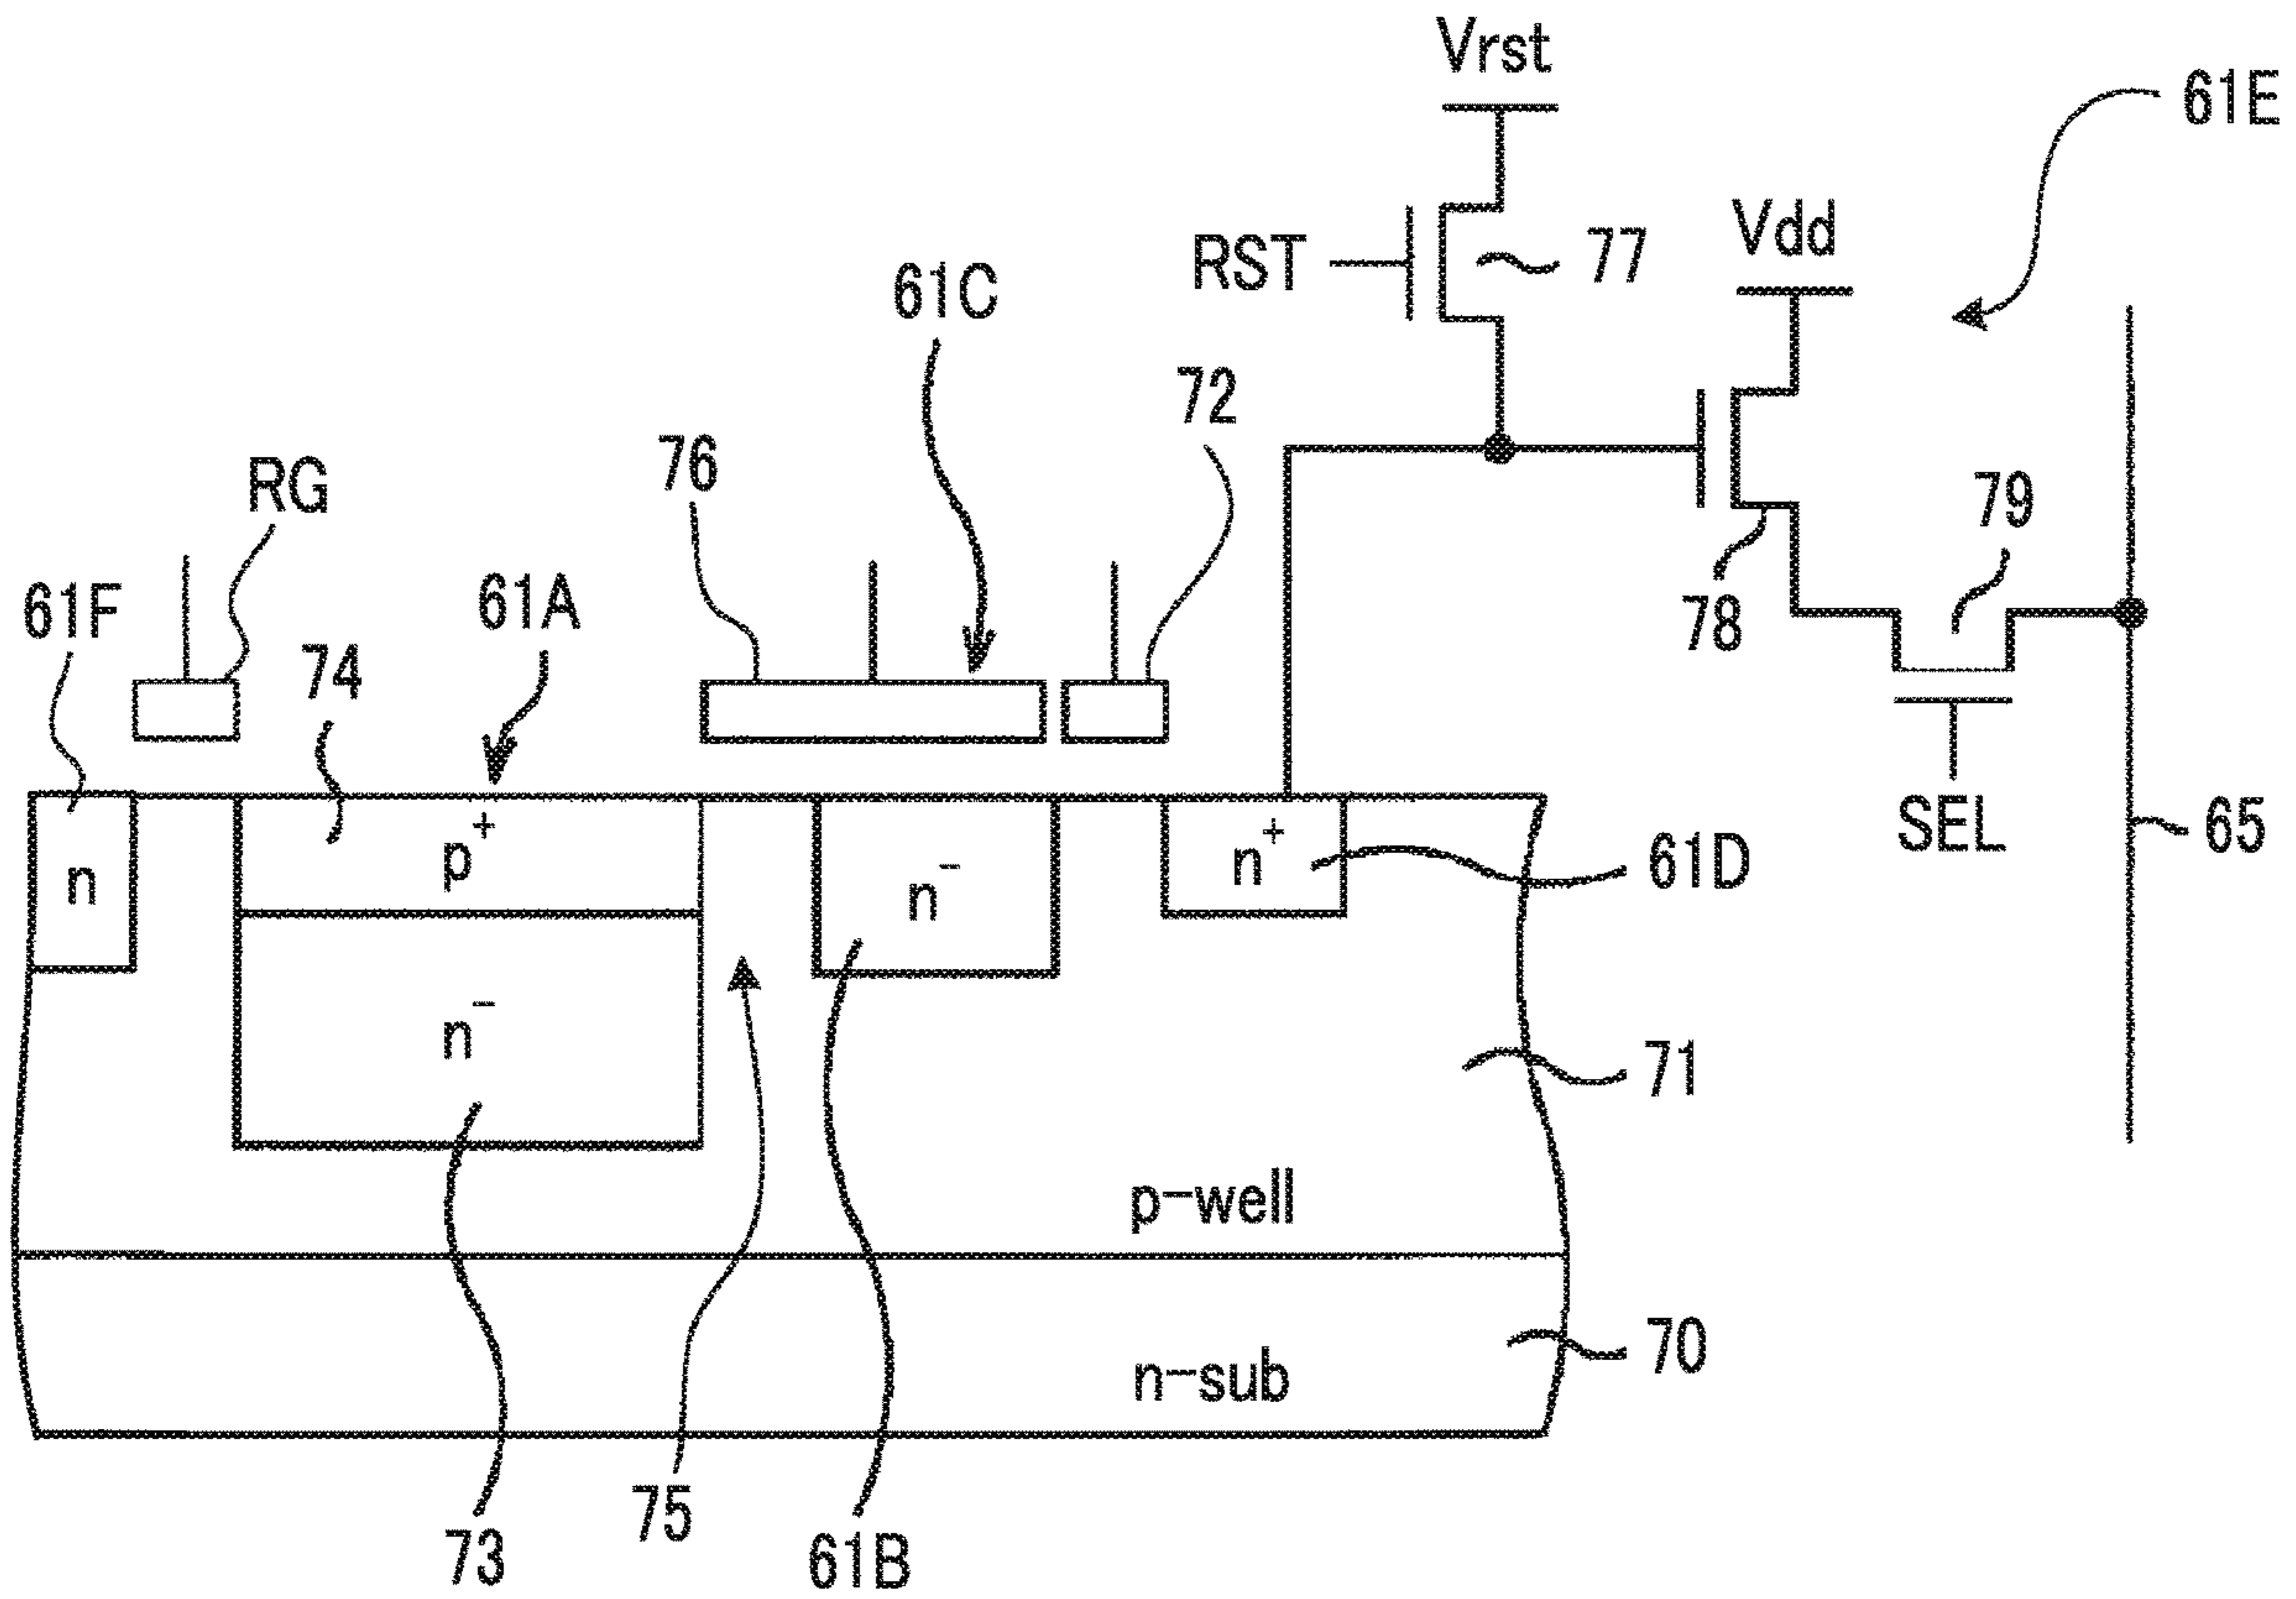 Vrst
61E
Vdd
RST
77
61C
72
76
RG
79
61F
61A
78
74
SEL
65
p+
n
n-
n+
61D
n-
71
p-well
70
n-sub
75
73
61B